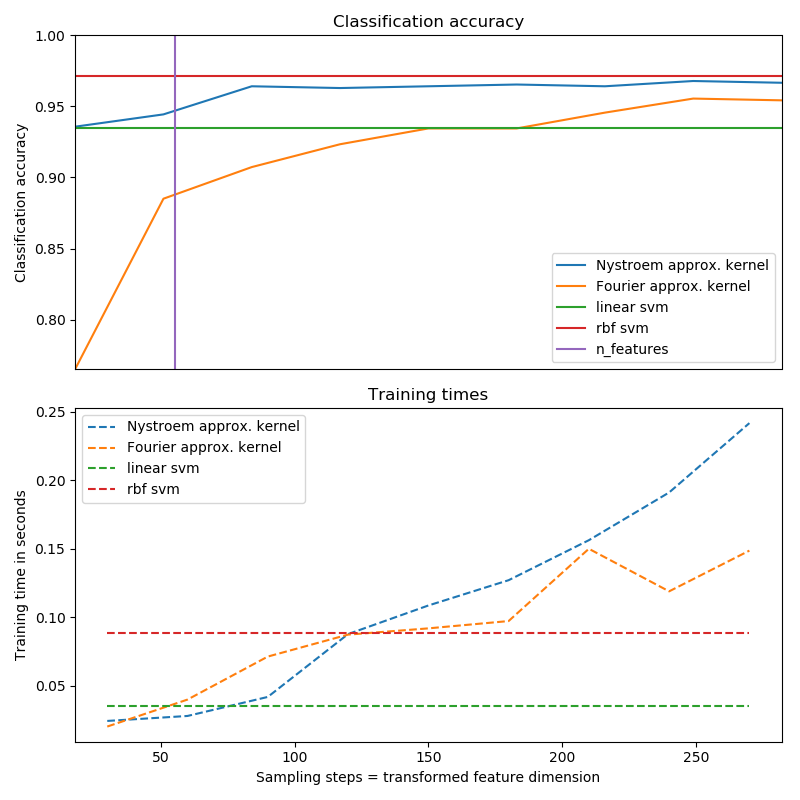 Classification accuracy
1.00
0.95
0.90
0.85
0.80
Classification accuracy
Nystroem approx. kernel
Fourier approx. kernel
linear svm
rbf svm
n_features
Training times
0.25
0.20
0.15
0.10
0.05
Training time in seconds
Nystroem approx. kernel
Fourier approx. kernel
linear svm
rbf svm
50 100 150 200 250
Sampling steps = transformed feature dimension